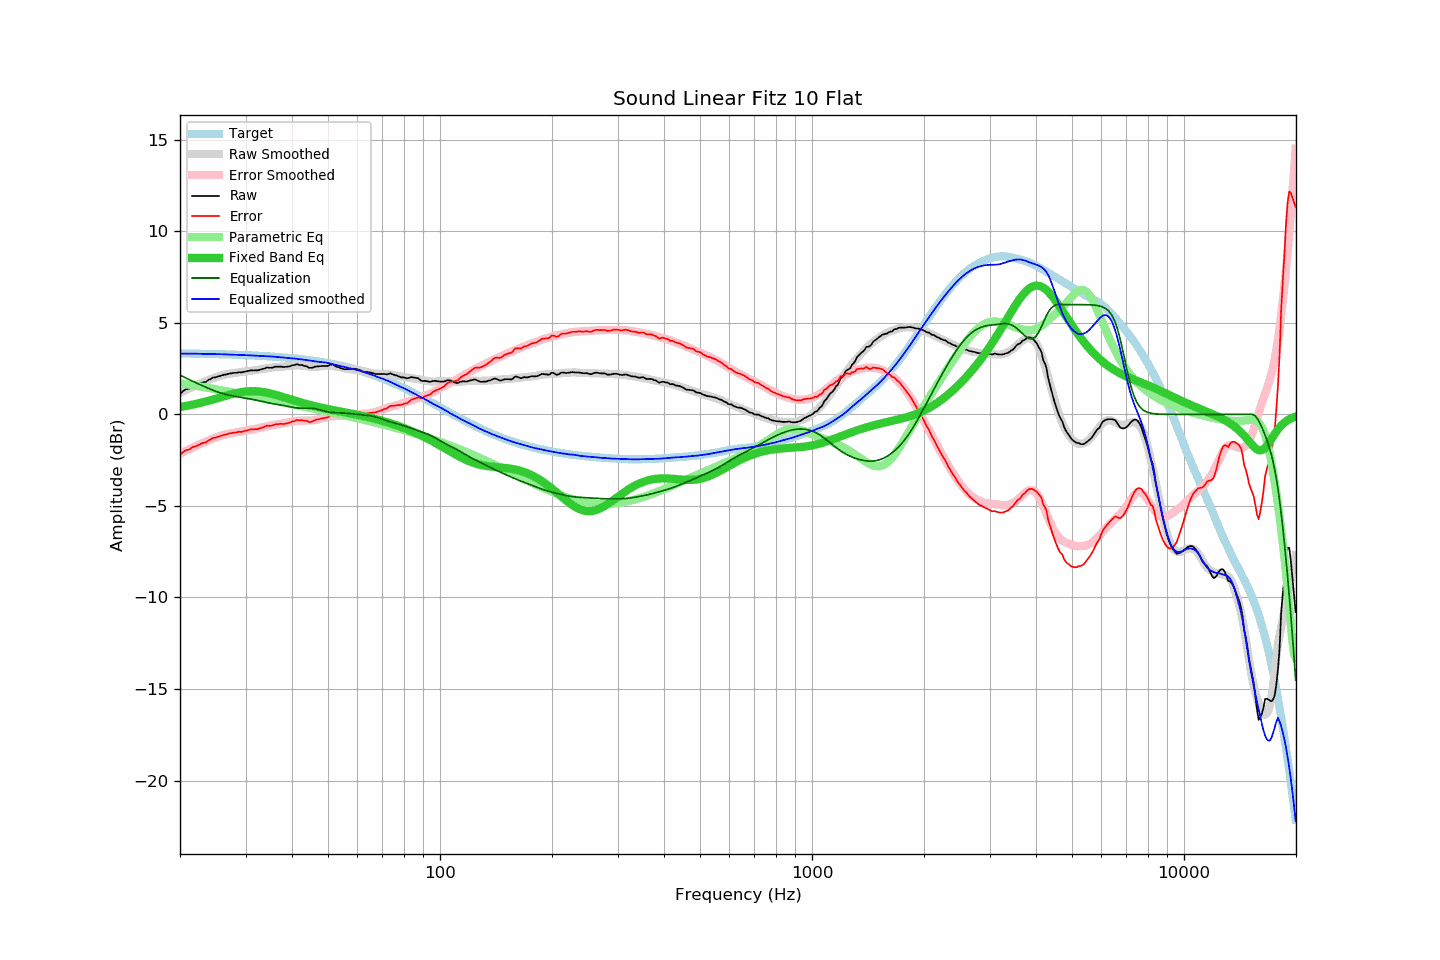 Sound Linear Fitz 10 Flat
Target
Raw Smoothed
Error Smoothed
Raw
Error
Parametric Eq
Fixed Band Eq
Equalization
Equalized smoothed
15
10
5
0
−5
−10
−15
−20
Amplitude (dBr)
100
1000
10000
Frequency (Hz)